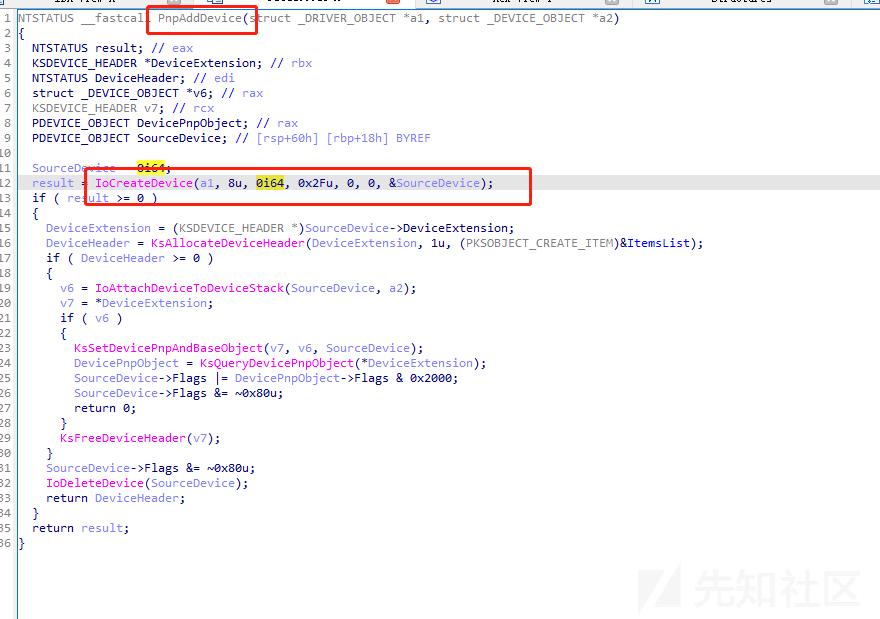 1 NTSTATUS __fastcall PnpAddDevice(struct _DRIVER_OBJECT *a1, struct _DEVICE_OBJECT *a2)
2 {
3 NTSTATUS result; // eax
4 KSDEVICE_HEADER *DeviceExtension; // rbx
5 NTSTATUS DeviceHeader; // edi
6 struct _DEVICE_OBJECT *v6; // rax
7 KSDEVICE_HEADER v7; // rcx
8 PDEVICE_OBJECT DevicePnpObject; // rax
9 PDEVICE_OBJECT SourceDevice; // [rsp+60h] [rbp+18h] BYREF
10
11 SourceDevice = 0i64;
12 result = IoCreateDevice(a1, 8u, 0i64, 0x2Fu, 0, 0, &SourceDevice);
13 if ( result >= 0 )
14 {
15 DeviceExtension = (KSDEVICE_HEADER *)SourceDevice->DeviceExtension;
16 DeviceHeader = KsAllocateDeviceHeader(DeviceExtension, 1u, (PKSOBJECT_CREATE_ITEM)&ItemsList);
17 if ( DeviceHeader >= 0 )
18 {
19 v6 = IoAttachDeviceToDeviceStack(SourceDevice, a2);
20 v7 = *DeviceExtension;
21 if ( v6 )
22 {
23 KsSetDevicePnpAndBaseObject(v7, v6, SourceDevice);
24 DevicePnpObject = KsQueryDevicePnpObject(*DeviceExtension);
25 SourceDevice->Flags |= DevicePnpObject->Flags & 0x2000;
26 SourceDevice->Flags &= ~0x80u;
27 return 0;
28 }
29 KsFreeDeviceHeader(v7);
30 }
31 SourceDevice->Flags &= ~0x80u;
32 IoDeleteDevice(SourceDevice);
33 return DeviceHeader;
34 }
35 return result;
36 }
先知社区